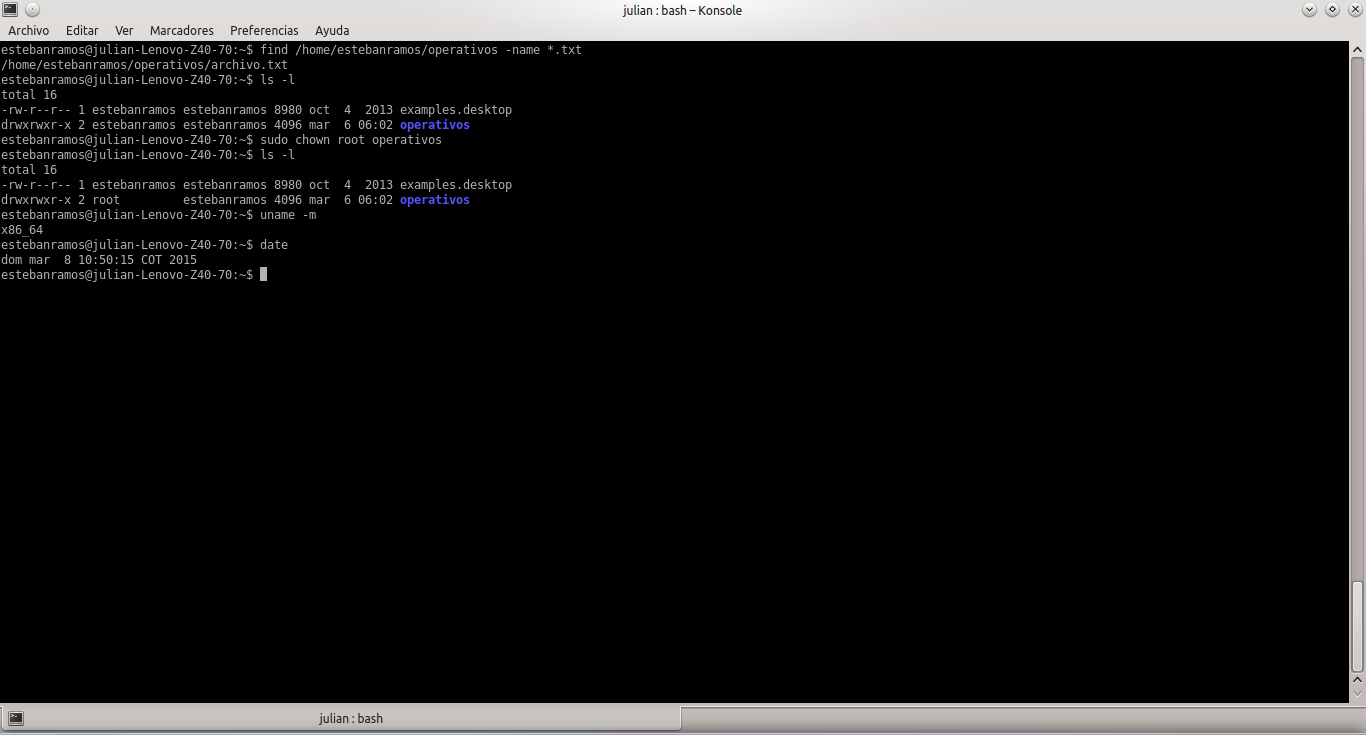 julian : bash – Konsole
Archivo Editar Ver Marcadores Preferencias Ayuda
estebanramos@julian-Lenovo-Z40-70:~$ find /home/estebanramos/operativos -name *.txt
/home/estebanramos/operativos/archivo.txt
estebanramos@julian-Lenovo-Z40-70:~$ ls -l
total 16
-rw-r--r-- 1 estebanramos estebanramos 8980 oct  4  2013 examples.desktop
drwxrwxr-x 2 estebanramos estebanramos 4096 mar  6 06:02 operativos
estebanramos@julian-Lenovo-Z40-70:~$ sudo chown root operativos
estebanramos@julian-Lenovo-Z40-70:~$ ls -l
total 16
-rw-r--r-- 1 estebanramos estebanramos 8980 oct  4  2013 examples.desktop
drwxrwxr-x 2 root         estebanramos 4096 mar  6 06:02 operativos
estebanramos@julian-Lenovo-Z40-70:~$ uname -m
x86_64
estebanramos@julian-Lenovo-Z40-70:~$ date
dom mar  8 10:50:15 COT 2015
estebanramos@julian-Lenovo-Z40-70:~$
julian : bash